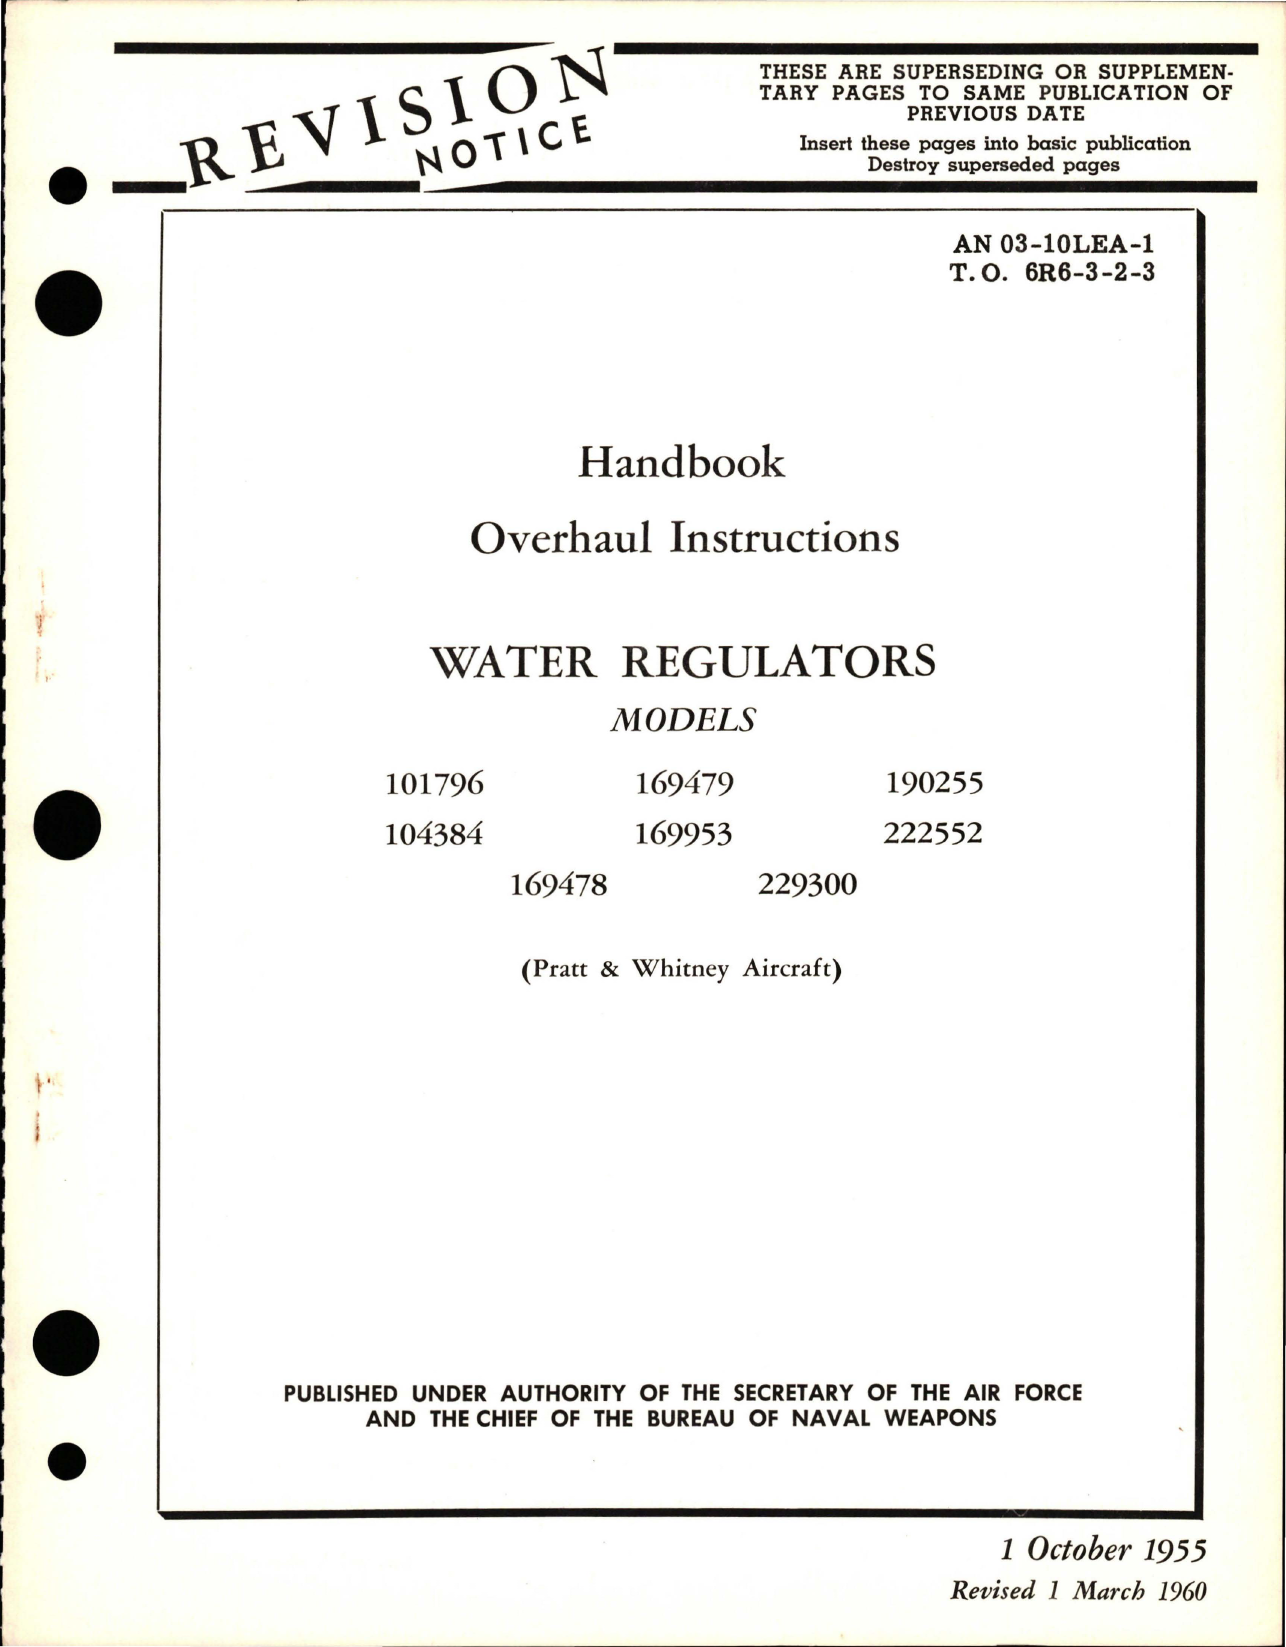 REVISION
NOTICE
THESE ARE SUPERSEDING OR SUPPLEMEN-
TARY PAGES TO SAME PUBLICATION OF
PREVIOUS DATE
Insert these pages into basic publication
Destroy superseded pages
AN 03-10LEA-1
T.O. 6R6-3-2-3
Handbook
Overhaul Instructions
WATER REGULATORS
MODELS
101796 169479 190255
104384 169953 222552
169478 229300
(Pratt & Whitney Aircraft)
PUBLISHED UNDER AUTHORITY OF THE SECRETARY OF THE AIR FORCE
AND THE CHIEF OF THE BUREAU OF NAVAL WEAPONS
1 October 1955
Revised 1 March 1960